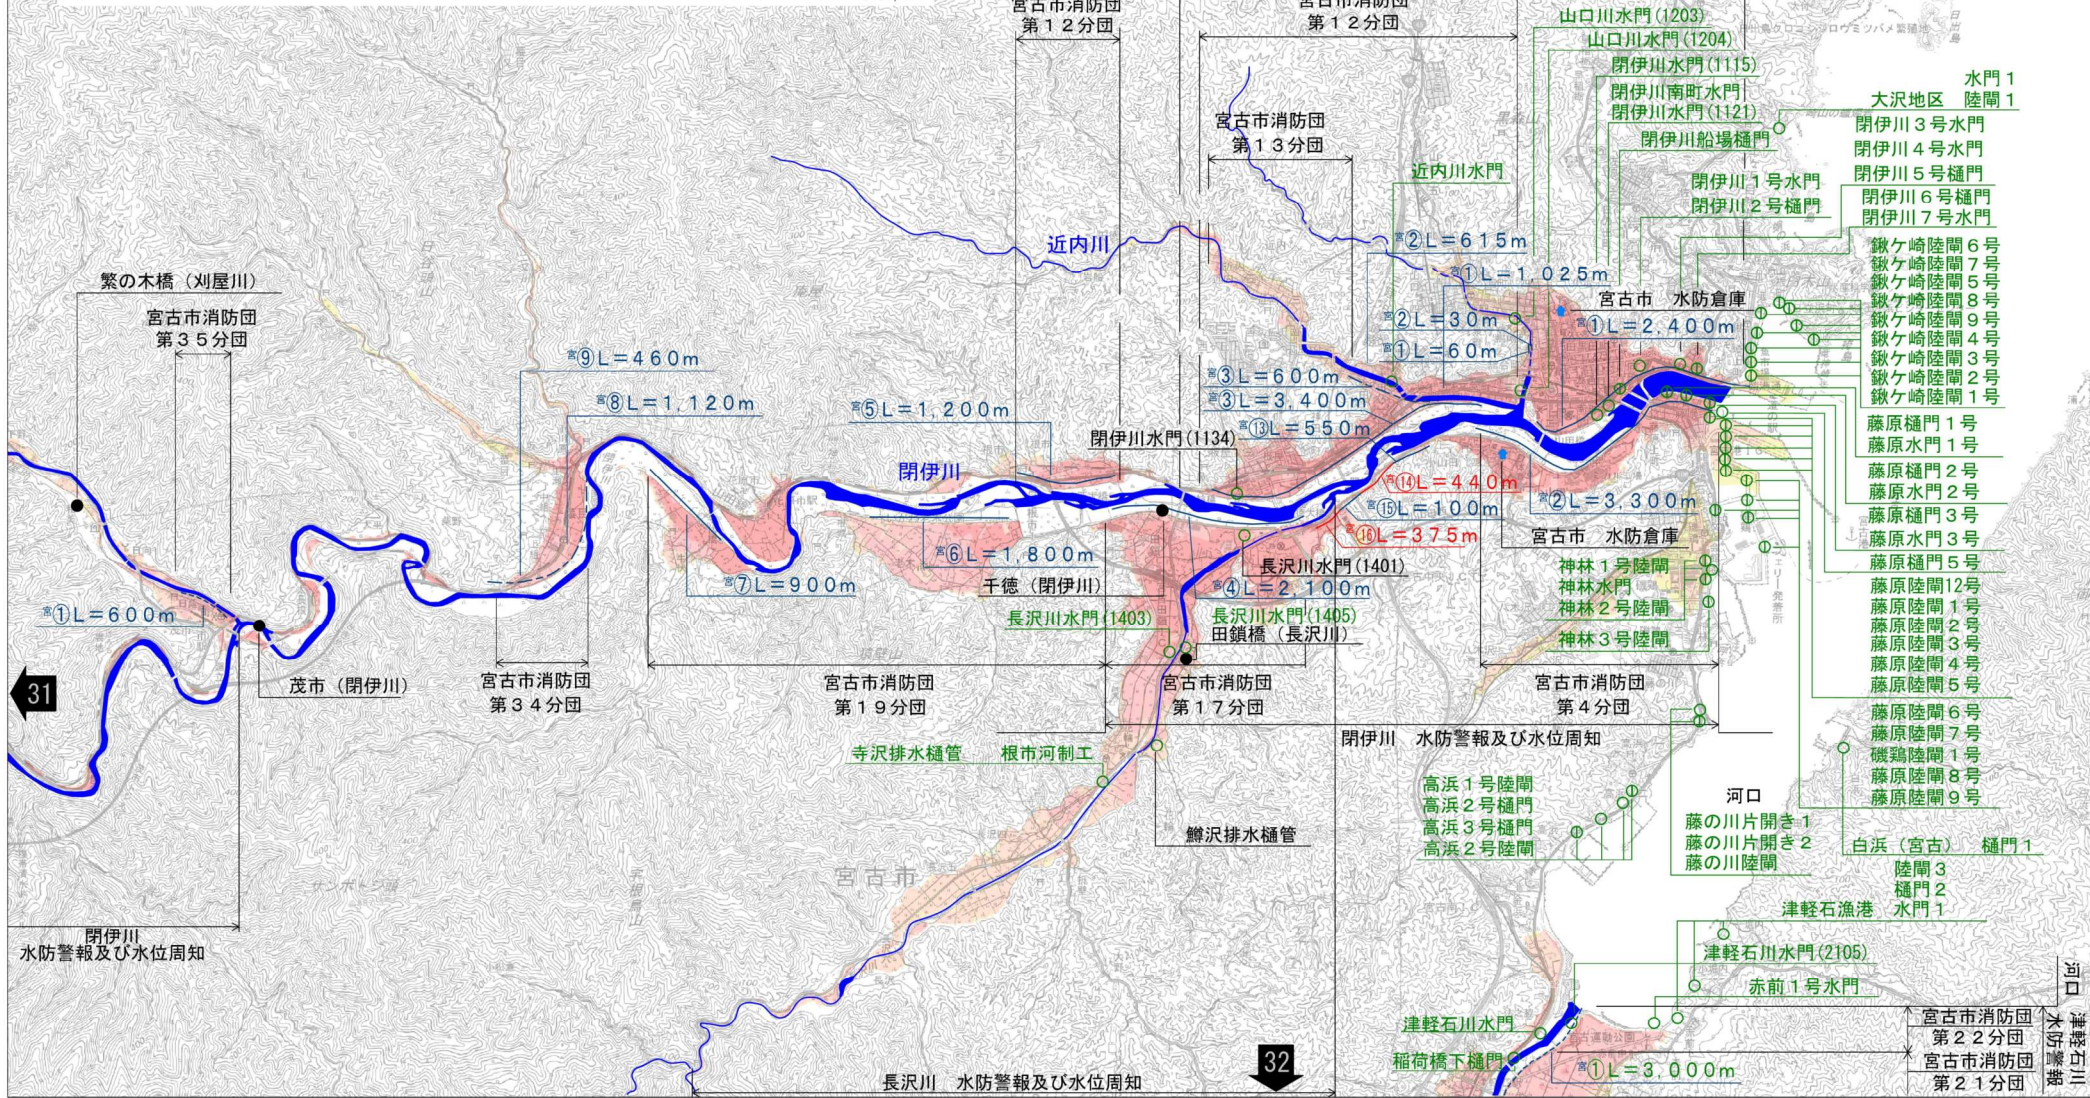 宮古市消防団
第12分団
宮古市消防団
第12分団
山口川水門(1203)
山口川水門(1204)
閉伊川水門(1115)
閉伊川南町水門
閉伊川水門(1121)
閉伊川船場樋門
日出島クロコシジロウミツバメ繁殖地
日出島
水門1
大沢地区 陸閘1
閉伊川3号水門
閉伊川4号水門
閉伊川5号樋門
閉伊川6号樋門
閉伊川7号水門
閉伊川1号水門
閉伊川2号樋門
宮古市消防団
第13分団
近内川水門
近内川
宮②L=615m
宮①L=1,025m
宮古市 水防倉庫
宮②L=30m
宮①L=2,400m
宮①L=60m
鍬ケ崎陸閘6号
鍬ケ崎陸閘7号
鍬ケ崎陸閘5号
鍬ケ崎陸閘8号
鍬ケ崎陸閘9号
鍬ケ崎陸閘4号
鍬ケ崎陸閘3号
鍬ケ崎陸閘2号
鍬ケ崎陸閘1号
繁の木橋（刈屋川）
宮古市消防団
第35分団
宮⑨L=460m
宮⑧L=1,120m
宮⑤L=1,200m
宮③L=600m
宮③L=3,400m
宮⑬L=550m
閉伊川水門(1134)
閉伊川
宮⑭L=440m
宮⑮L=100m
宮②L=3,300m
宮⑯L=375m
宮古市 水防倉庫
藤原樋門1号
藤原水門1号
藤原樋門2号
藤原水門2号
藤原樋門3号
藤原水門3号
藤原樋門5号
藤原陸閘12号
藤原陸閘1号
藤原陸閘2号
藤原陸閘3号
藤原陸閘4号
藤原陸閘5号
藤原陸閘6号
藤原陸閘7号
磯鶏陸閘1号
藤原陸閘8号
藤原陸閘9号
宮⑥L=1,800m
宮⑦L=900m
千徳（閉伊川）
長沢川水門(1401)
宮④L=2,100m
長沢川水門(1403)
長沢川水門(1405)
田鎖橋（長沢川）
神林1号陸閘
神林水門
神林2号陸閘
神林3号陸閘
フェリー発着所
宮①L=600m
31
茂市（閉伊川）
宮古市消防団
第34分団
宮古市消防団
第19分団
宮古市消防団
第17分団
宮古市消防団
第4分団
閉伊川 水防警報及び水位周知
寺沢排水樋管 根市河制工
鱒沢排水樋管
高浜1号陸閘
高浜2号樋門
高浜3号樋門
高浜2号陸閘
河口
藤の川片開き1
藤の川片開き2
藤の川陸閘
白浜（宮古） 樋門1
陸閘3
樋門2
津軽石漁港 水門1
宮古市
閉伊川
水防警報及び水位周知
津軽石川水門(2105)
赤前1号水門
津軽石川水門
稲荷橋下樋門
宮①L=3,000m
32
長沢川 水防警報及び水位周知
河口
津軽石川
水防警報
宮古市消防団
第22分団
宮古市消防団
第21分団